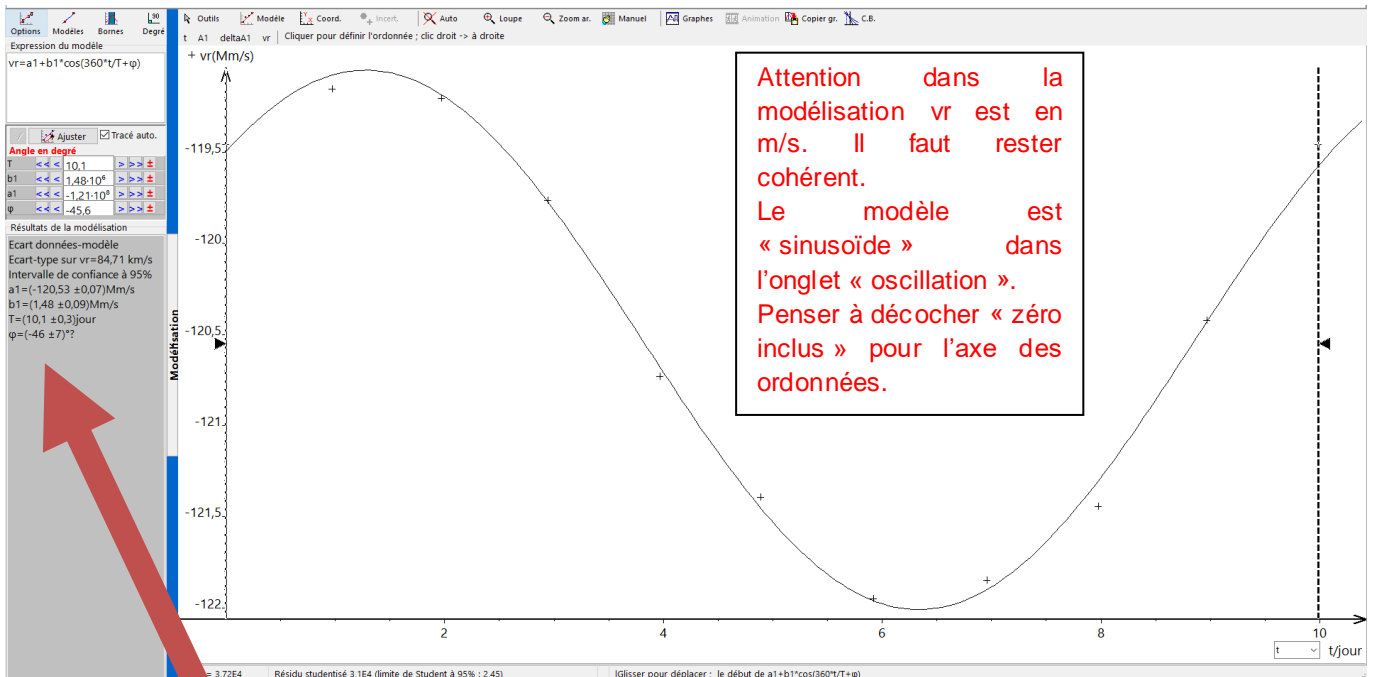 Options Modèles Bornes Degré
Outils Modèle Coord. Incert. Auto Loupe Zoom ar. Manuel Graphes Animation Copier gr. C.B.
t A1 deltaA1 vr Cliquer pour définir l'ordonnée ; clic droit -> à droite
Expression du modèle
vr=a1+b1*cos(360*t/T+φ)
Ajuster Tracé auto.
Angle en degré
T << < 10,1 > >> ±
b1 << < 1,48·10⁶ > >> ±
a1 << < -1,21·10⁸ > >> ±
φ << < -45,6 > >> ±
Résultats de la modélisation
Ecart données-modèle
Ecart-type sur vr=84,71 km/s
Intervalle de confiance à 95%
a1=(-120,53 ±0,07)Mm/s
b1=(1,48 ±0,09)Mm/s
T=(10,1 ±0,3)jour
φ=(-46 ±7)°?
Modélisation
+ vr(Mm/s)
-119,5
-120
-120,5
-121
-121,5
-122
2 4 6 8 10
t
t/jour
Attention dans la
modélisation vr est en
m/s. Il faut rester
cohérent.
Le modèle est
« sinusoïde » dans
l'onglet « oscillation ».
Penser à décocher « zéro
inclus » pour l'axe des
ordonnées.
= 3.72E4 Résidu studentisé 3.1E4 (limite de Student à 95% : 2.45) |Glisser pour déplacer : le début de a1+b1*cos(360*t/T+φ)